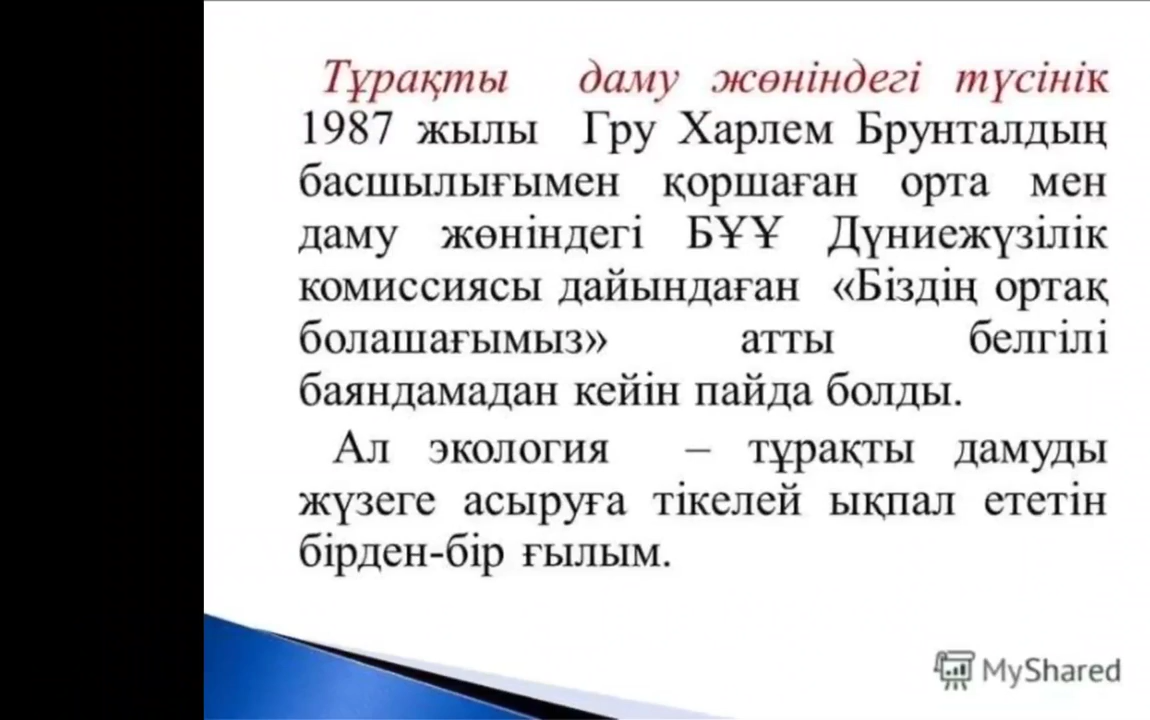 Тұрақты даму жөніндегі түсінік
1987 жылы Гру Харлем Брунталдың
басшылығымен қоршаған орта мен
даму жөніндегі БҰҰ Дүниежүзілік
комиссиясы дайындаған «Біздің ортақ
болашағымыз» атты белгілі
баяндамадан кейін пайда болды.
Ал экология – тұрақты дамуды
жүзеге асыруға тікелей ықпал ететін
бірден-бір ғылым.
MyShared